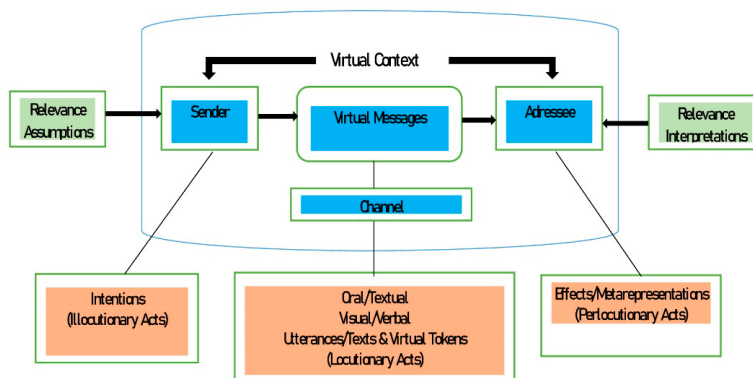 Virtual Context
Relevance
Assumptions
Sender
Virtual Messages
Adressee
Relevance
Interpretations
Channel
Intentions
(Illocutionary Acts)
Oral/Textual
Visual/Verbal
Utterances/Texts & Virtual Tokens
(Locutionary Acts)
Effects/Metarepresentations
(Perlocutionary Acts)